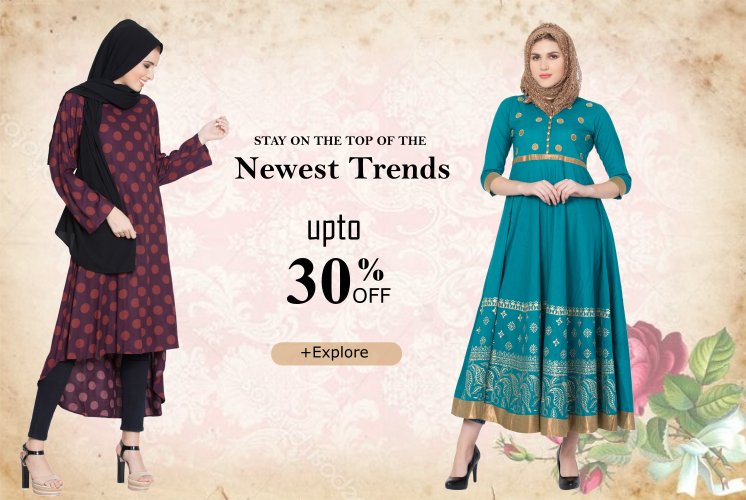 STAY ON THE TOP OF THE
Newest Trends
upto
30% OFF
+Explore